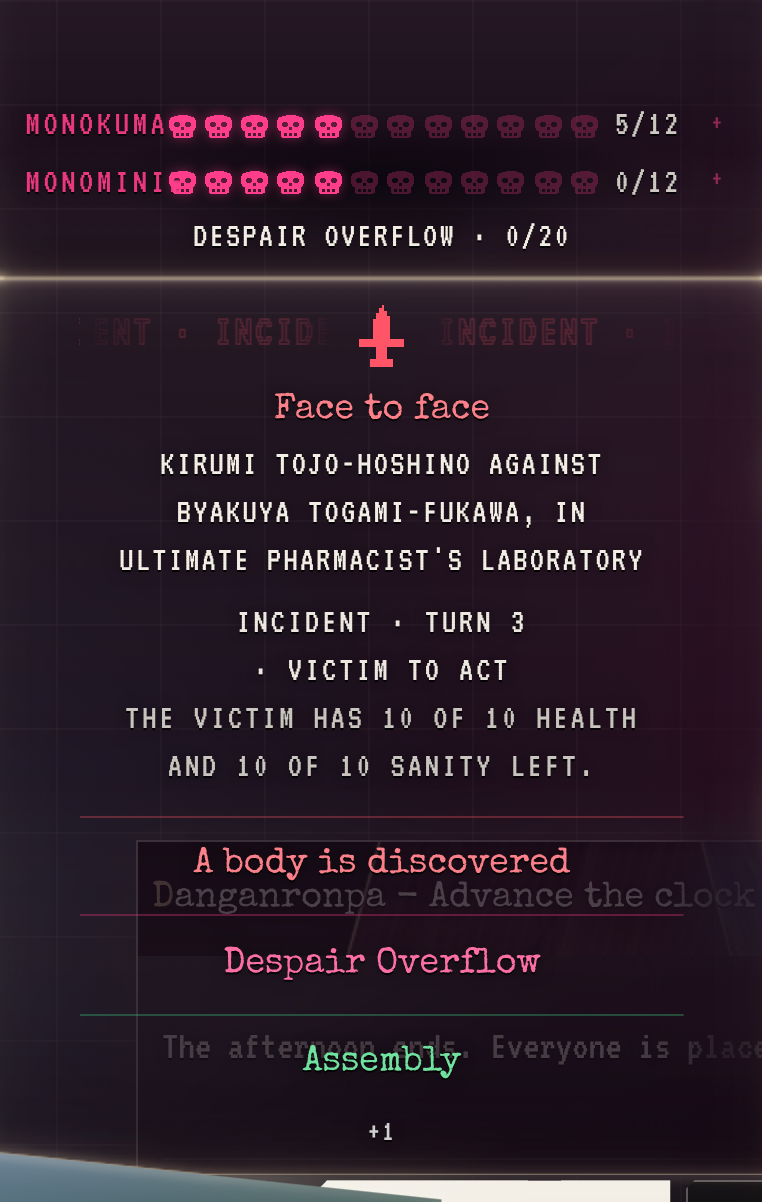 MONOKUMA 5/12 +
MONOMINI 0/12 +
DESPAIR OVERFLOW · 0/20
ENT · INCID INCIDENT ·
Face to face
KIRUMI TOJO-HOSHINO AGAINST
BYAKUYA TOGAMI-FUKAWA, IN
ULTIMATE PHARMACIST'S LABORATORY
INCIDENT · TURN 3
· VICTIM TO ACT
THE VICTIM HAS 10 OF 10 HEALTH
AND 10 OF 10 SANITY LEFT.
A body is discovered
Danganronpa — Advance the clock
Despair Overflow
The afternoon ends. Everyone is place
Assembly
+1